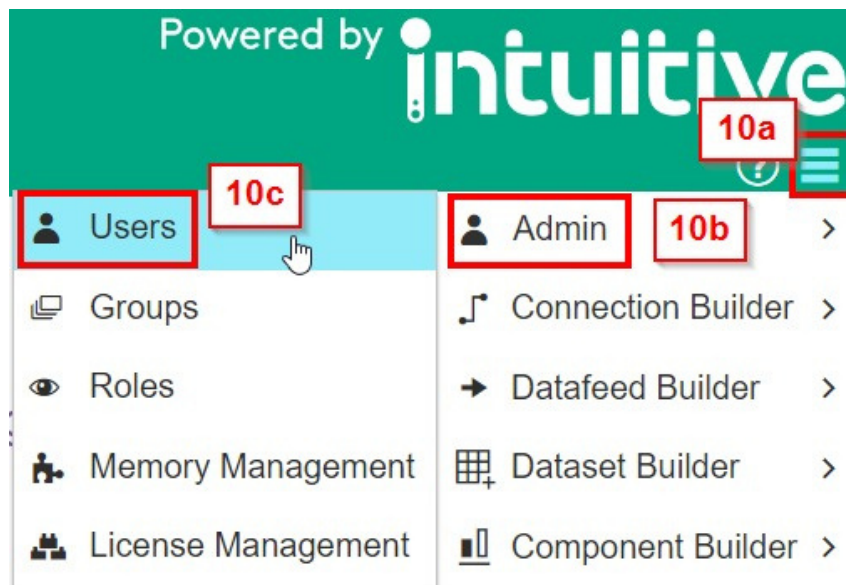 Powered by intuitive
10a
?
10c
Users
Admin
10b
>
Groups
Connection Builder >
Roles
Datafeed Builder >
Memory Management
Dataset Builder >
License Management
Component Builder >